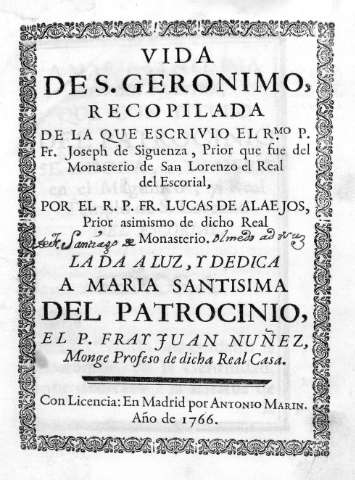 VIDA
DE S. GERONIMO,
RECOPILADA
DE LA QUE ESCRIVIO EL R.MO P.
Fr. Joseph de Siguenza, Prior que fue del
Monasterio de San Lorenzo el Real
del Escorial,
POR EL R. P. FR. LUCAS DE ALAEJOS,
Prior asimismo de dicho Real
Santiago Monasterio. olmedo
LA DA A LUZ, Y DEDICA
A MARIA SANTISIMA
DEL PATROCINIO,
EL P. FRAY JUAN NUÑEZ,
Monge Profeso de dicha Real Casa.
Con Licencia: En Madrid por ANTONIO MARIN.
Año de 1766.